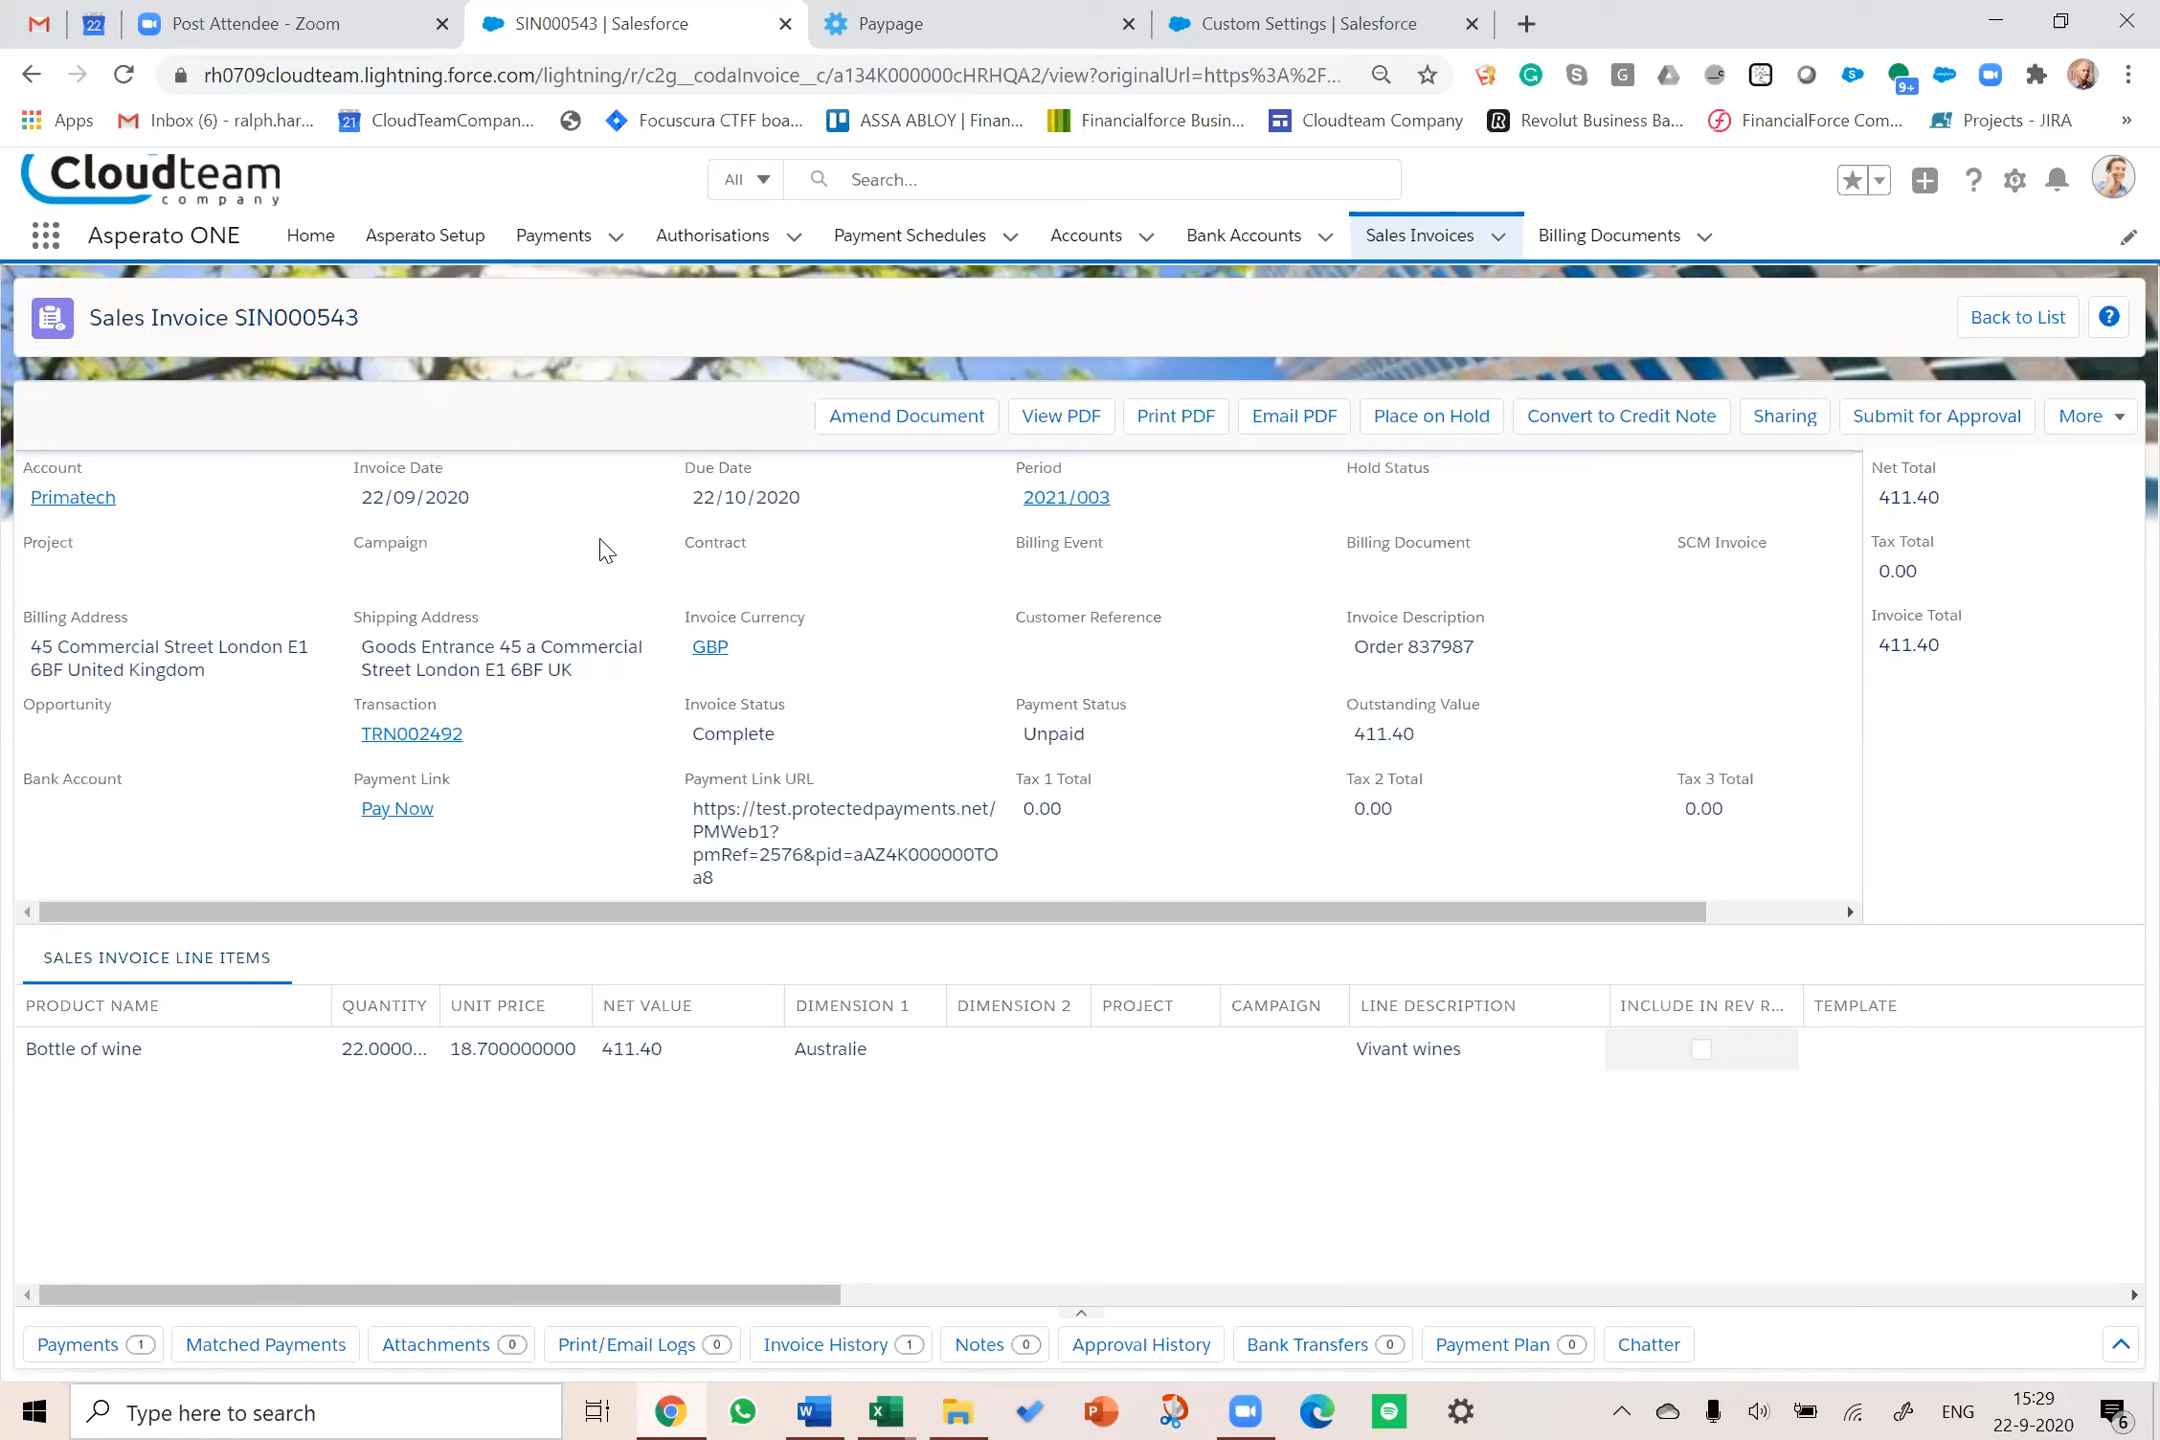 Post Attendee - Zoom
SIN000543 | Salesforce
Paypage
Custom Settings | Salesforce
22
rh0709cloudteam.lightning.force.com/lightning/r/c2g__codaInvoice__c/a134K000000cHRHQA2/view?originalUrl=https%3A%2F...
9+
Apps
Inbox (6) - ralph.har...
21
CloudTeamCompan...
Focuscura CTFF boa...
ASSA ABLOY | Finan...
Financialforce Busin...
Cloudteam Company
Revolut Business Ba...
FinancialForce Com...
Projects - JIRA
»
Cloudteam
company
All
Search...
Asperato ONE
Home
Asperato Setup
Payments
Authorisations
Payment Schedules
Accounts
Bank Accounts
Sales Invoices
Billing Documents
Sales Invoice SIN000543
Back to List
?
Amend Document
View PDF
Print PDF
Email PDF
Place on Hold
Convert to Credit Note
Sharing
Submit for Approval
More
Account
Invoice Date
Due Date
Period
Hold Status
Net Total
Primatech
22/09/2020
22/10/2020
2021/003
411.40
Project
Campaign
Contract
Billing Event
Billing Document
SCM Invoice
Tax Total
0.00
Billing Address
Shipping Address
Invoice Currency
Customer Reference
Invoice Description
Invoice Total
45 Commercial Street London E1
6BF United Kingdom
Goods Entrance 45 a Commercial
Street London E1 6BF UK
GBP
Order 837987
411.40
Opportunity
Transaction
Invoice Status
Payment Status
Outstanding Value
TRN002492
Complete
Unpaid
411.40
Bank Account
Payment Link
Payment Link URL
Tax 1 Total
Tax 2 Total
Tax 3 Total
Pay Now
https://test.protectedpayments.net/
PMWeb1?
pmRef=2576&pid=aAZ4K000000TO
a8
0.00
0.00
0.00
SALES INVOICE LINE ITEMS
PRODUCT NAME
QUANTITY
UNIT PRICE
NET VALUE
DIMENSION 1
DIMENSION 2
PROJECT
CAMPAIGN
LINE DESCRIPTION
INCLUDE IN REV R...
TEMPLATE
Bottle of wine
22.0000...
18.700000000
411.40
Australie
Vivant wines
Payments 1
Matched Payments
Attachments 0
Print/Email Logs 0
Invoice History 1
Notes 0
Approval History
Bank Transfers 0
Payment Plan 0
Chatter
Type here to search
ENG
15:29
22-9-2020
6